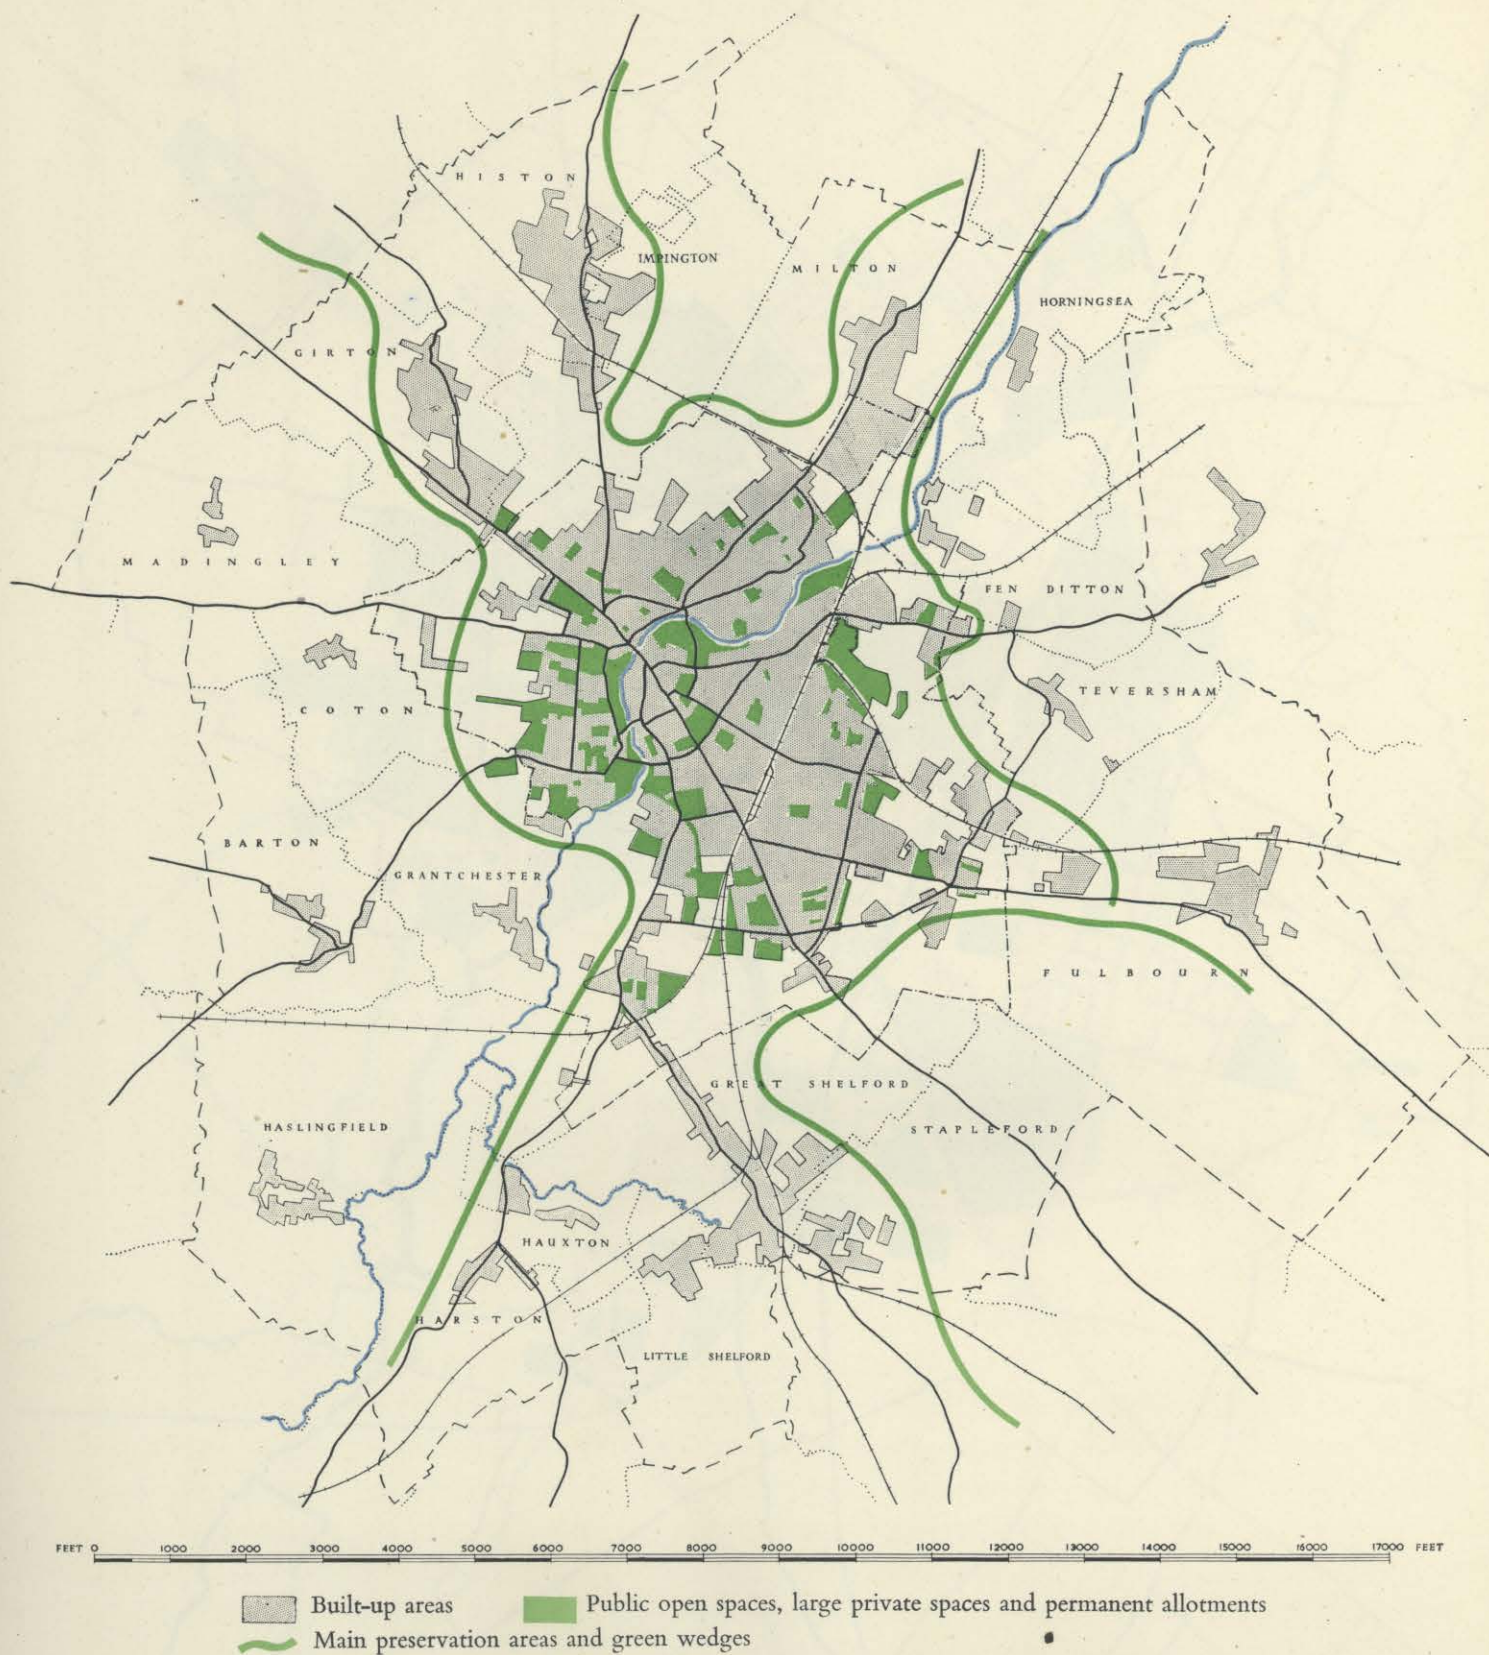 HISTON
IMPINGTON
MILTON
HORNINGSEA
GIRTON
MADINGLEY
FEN DITTON
TEVERSHAM
COTON
BARTON
GRANTCHESTER
FULBOURN
GREAT SHELFORD
HASLINGFIELD
STAPLEFORD
HAUXTON
HARSTON
LITTLE SHELFORD
FEET 0 1000 2000 3000 4000 5000 6000 7000 8000 9000 10000 11000 12000 13000 14000 15000 16000 17000 FEET
Built-up areas
Public open spaces, large private spaces and permanent allotments
Main preservation areas and green wedges